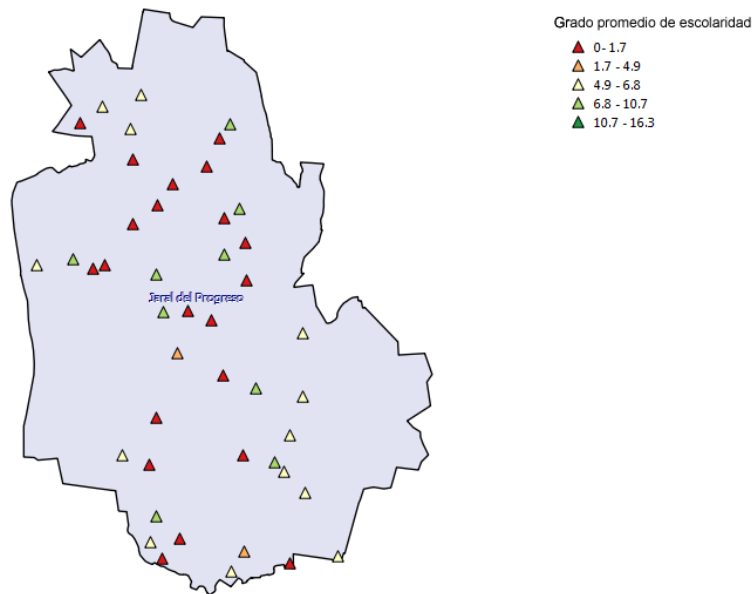 Grado promedio de escolaridad
0- 1.7
1.7 - 4.9
4.9 - 6.8
6.8 - 10.7
10.7 - 16.3
Jaral del Progreso